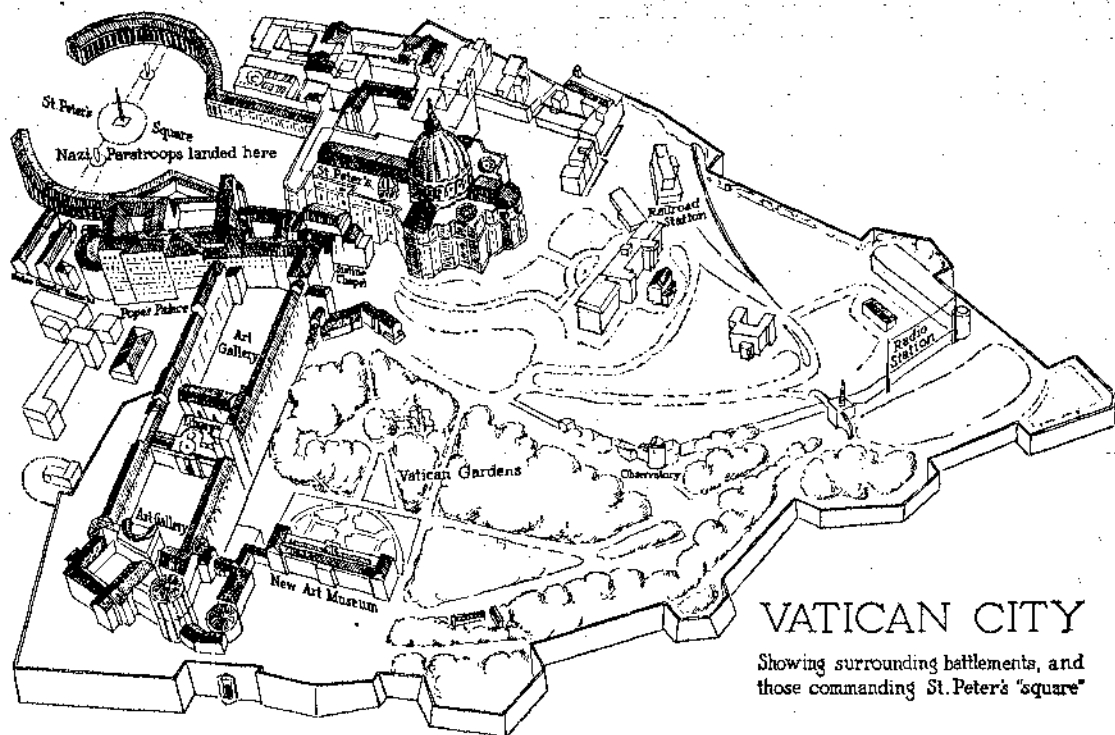 St. Peter's
Square
Nazi Paratroops landed here
St. Peter's
Railroad
Station
Sistine
Chapel
Popes Palace
Art
Gallery
Radio
Station
Vatican Gardens
Observatory
Art Gallery
New Art Museum
VATICAN CITY
Showing surrounding battlements, and
those commanding St. Peter's "square"